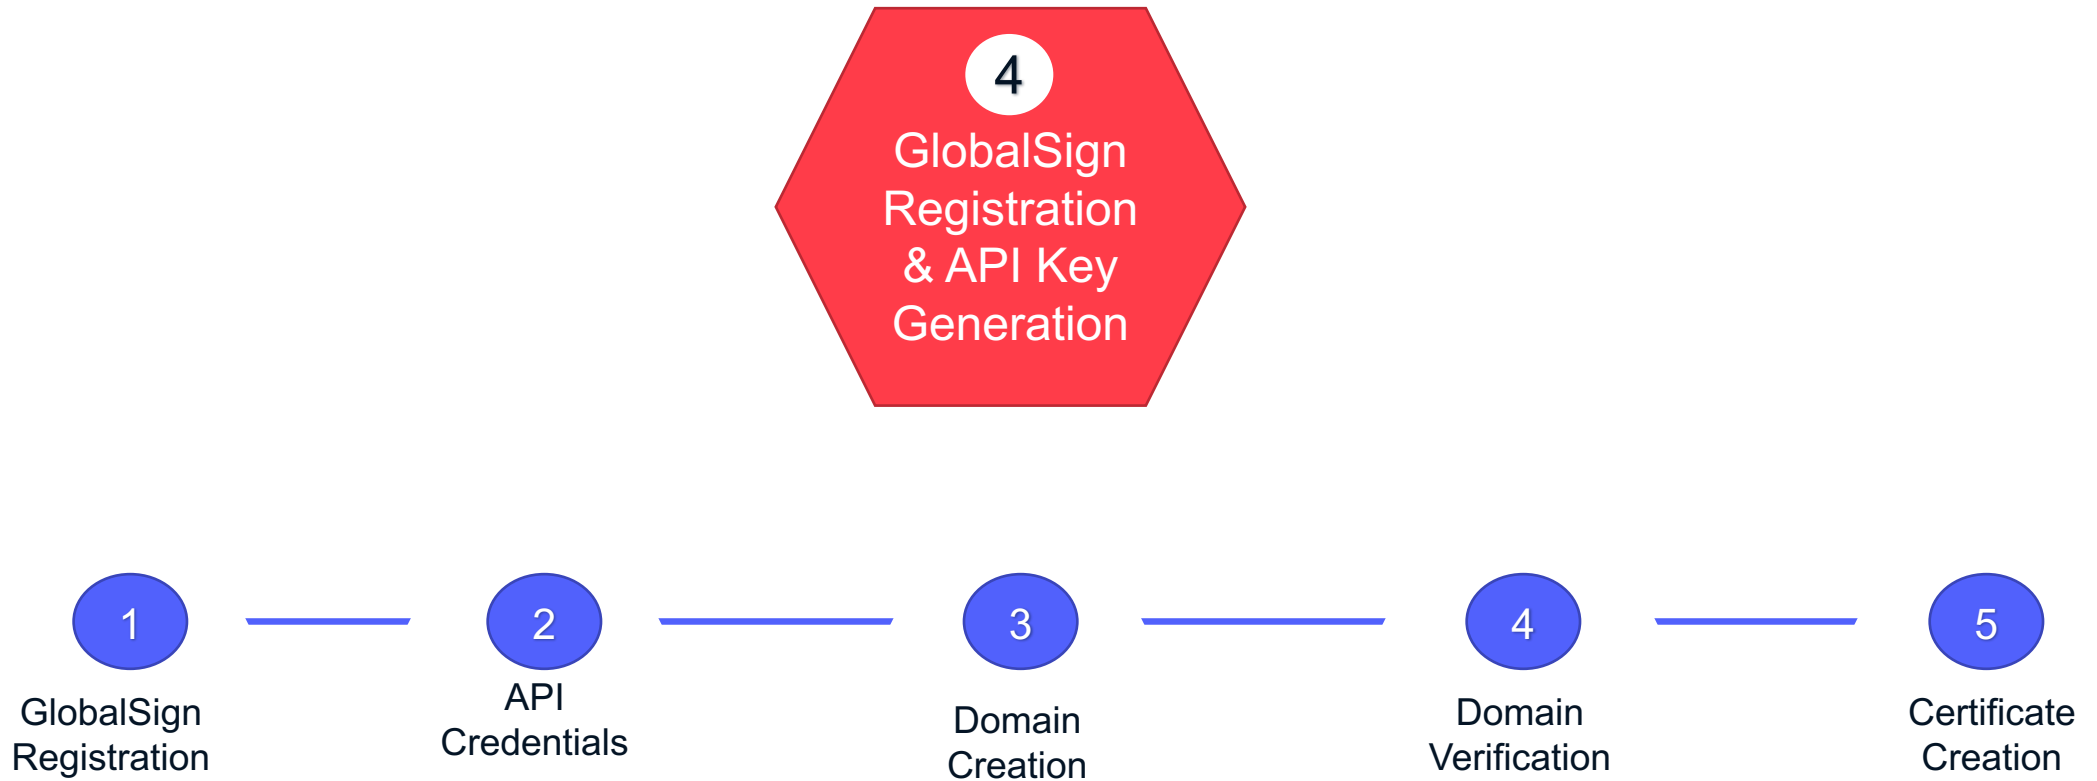 4
GlobalSign
Registration
& API Key
Generation
1
2
3
4
5
GlobalSign
Registration
API
Credentials
Domain
Creation
Domain
Verification
Certificate
Creation